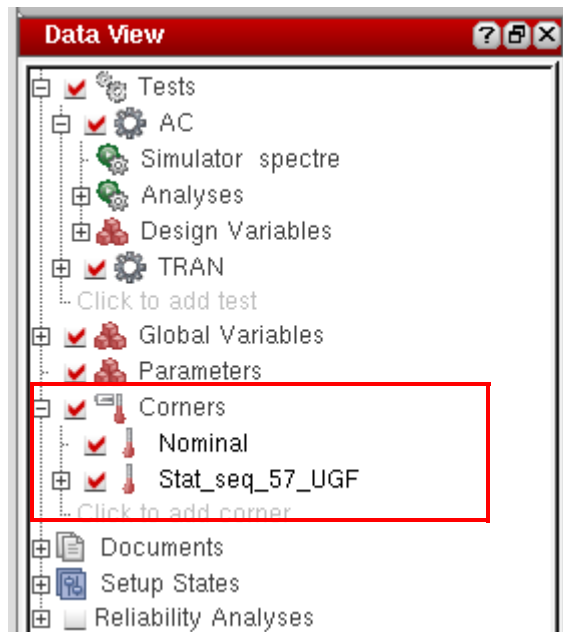 Data View
Tests
AC
Simulator spectre
Analyses
Design Variables
TRAN
Click to add test
Global Variables
Parameters
Corners
Nominal
Stat_seq_57_UGF
Click to add corner
Documents
Setup States
Reliability Analyses